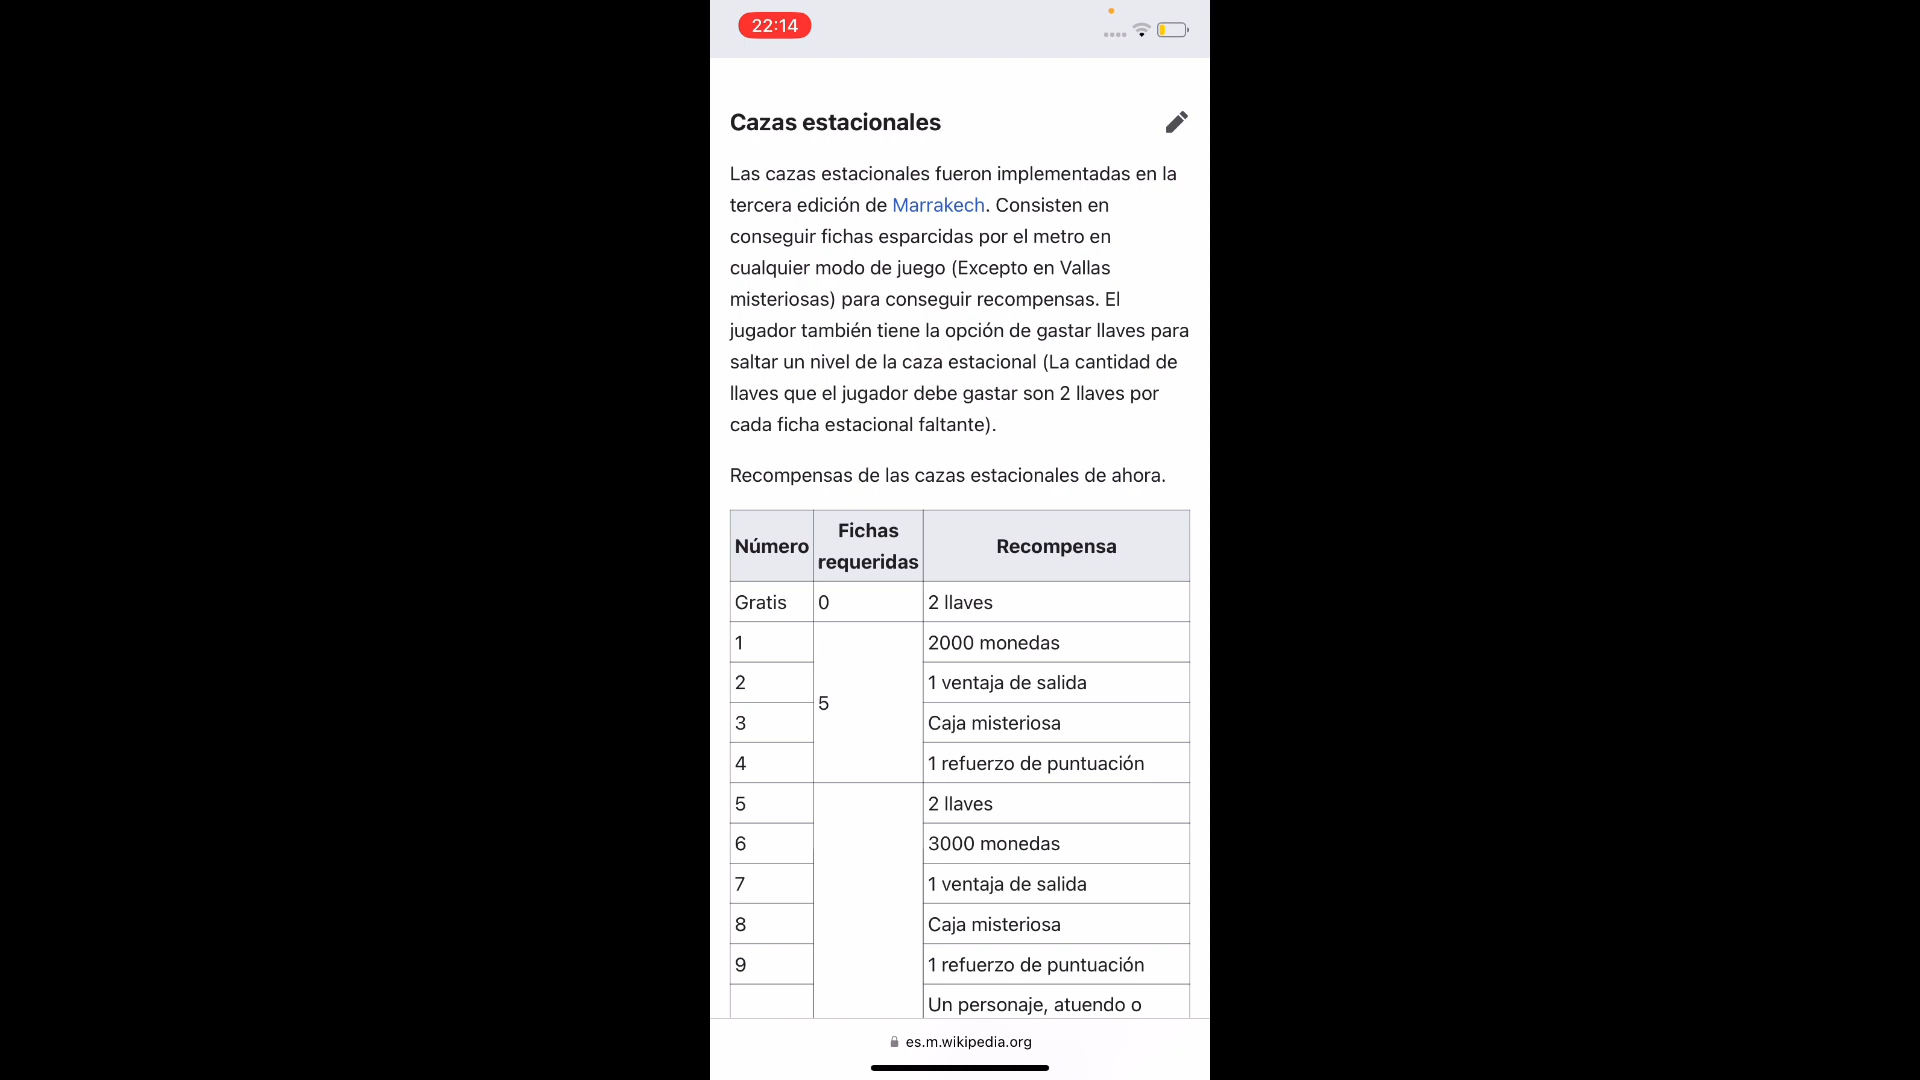 22:14
Cazas estacionales
Las cazas estacionales fueron implementadas en la
tercera edición de Marrakech. Consisten en
conseguir fichas esparcidas por el metro en
cualquier modo de juego (Excepto en Vallas
misteriosas) para conseguir recompensas. El
jugador también tiene la opción de gastar llaves para
saltar un nivel de la caza estacional (La cantidad de
llaves que el jugador debe gastar son 2 llaves por
cada ficha estacional faltante).
Recompensas de las cazas estacionales de ahora.
Número Fichas requeridas Recompensa
Gratis 0 2 llaves
1 2000 monedas
2 1 ventaja de salida
5
3 Caja misteriosa
4 1 refuerzo de puntuación
5 2 llaves
6 3000 monedas
7 1 ventaja de salida
8 Caja misteriosa
9 1 refuerzo de puntuación
Un personaje, atuendo o
es.m.wikipedia.org